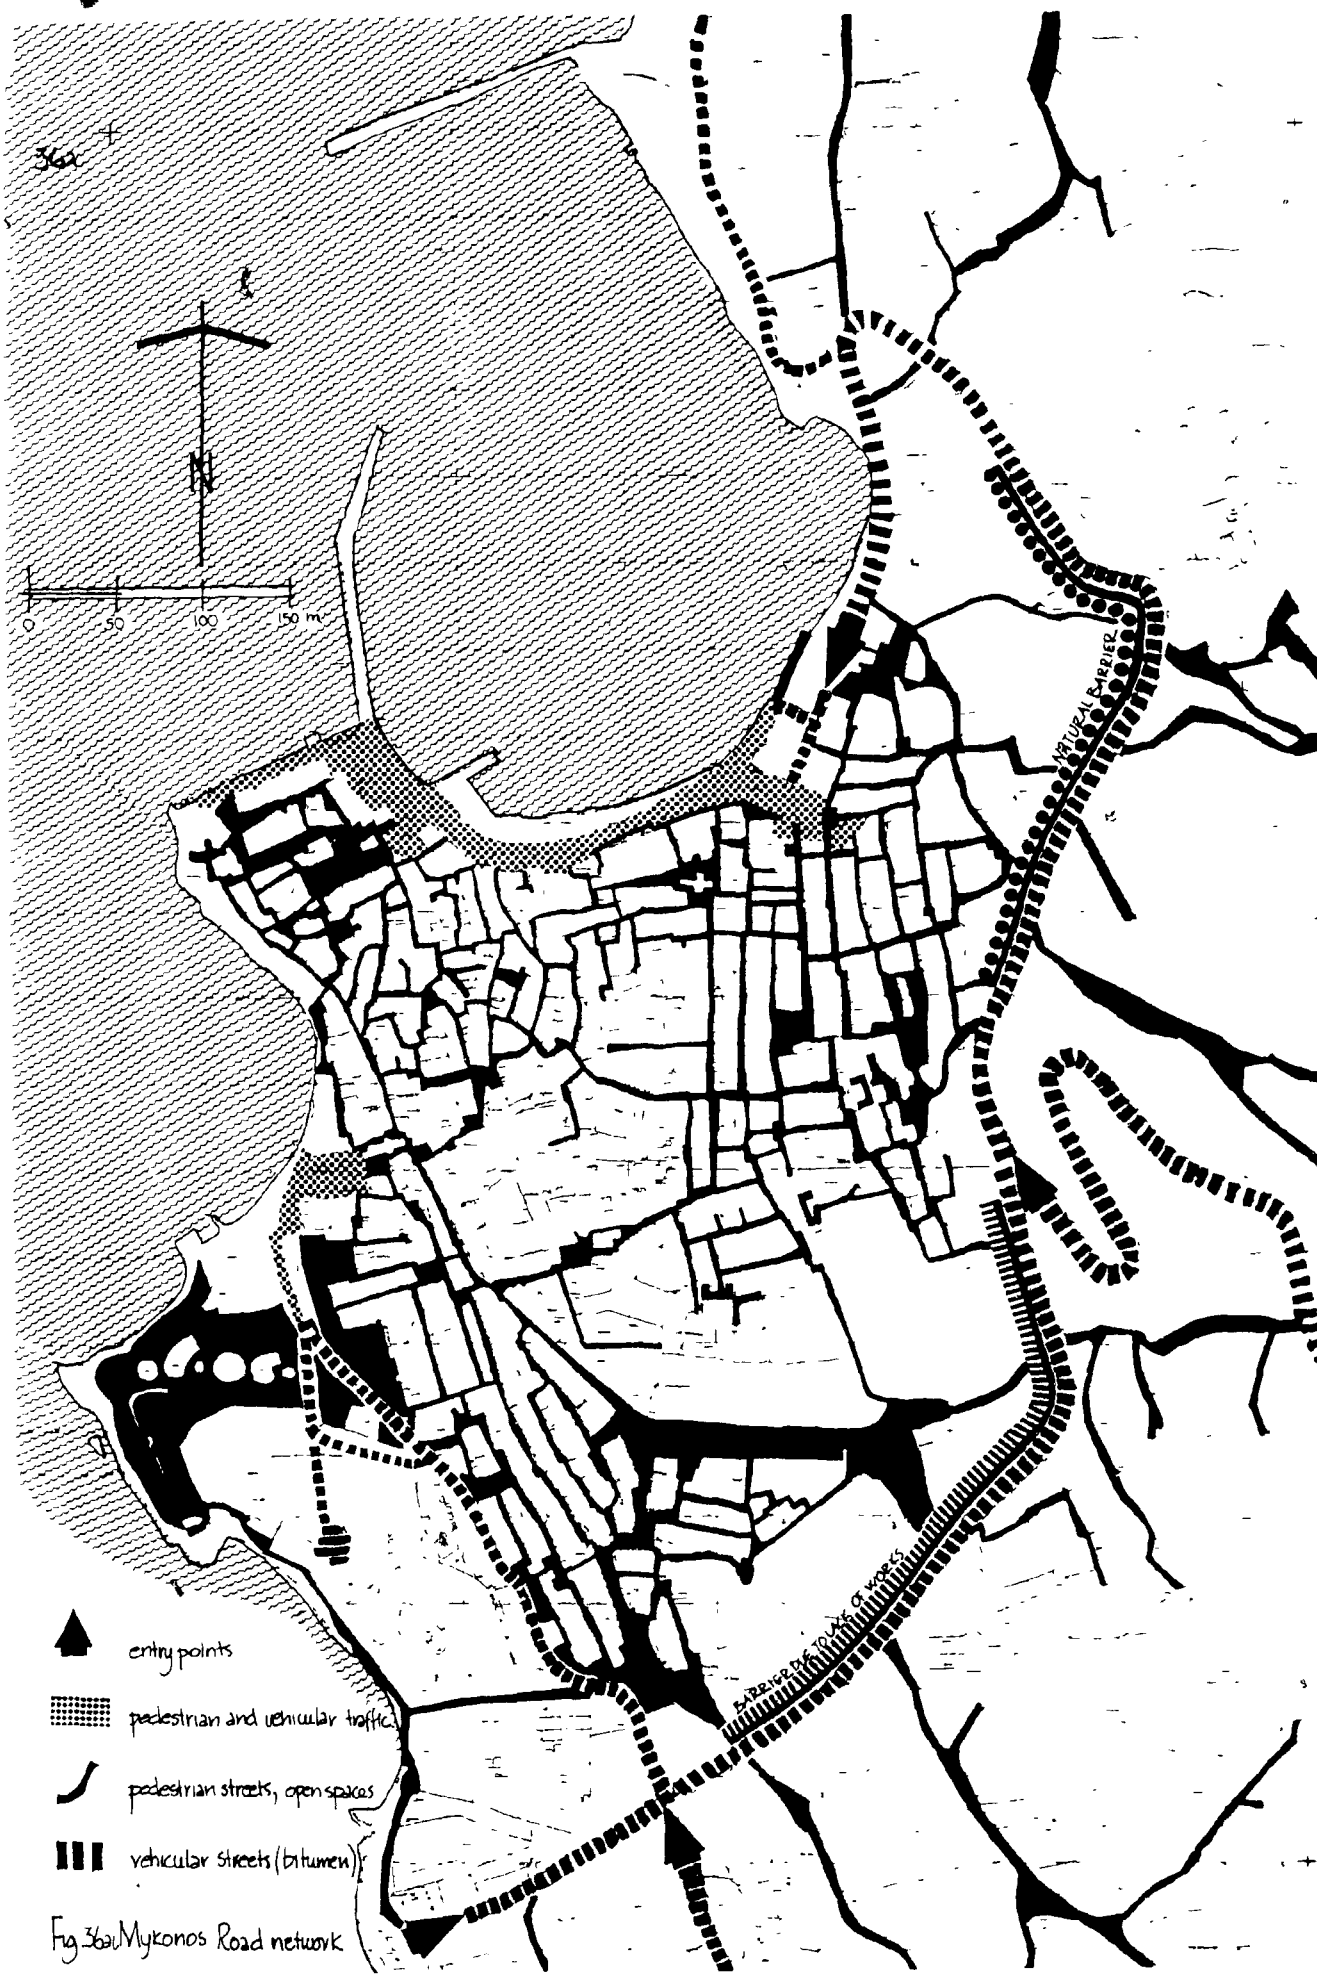 36a
N
0 50 100 150 m
NATURAL BARRIER
BARRIER DUE TO LACK OF WORKS
entry points
pedestrian and vehicular traffic
pedestrian streets, open spaces
vehicular streets (bitumen)
Fig. 36a. Mykonos Road network